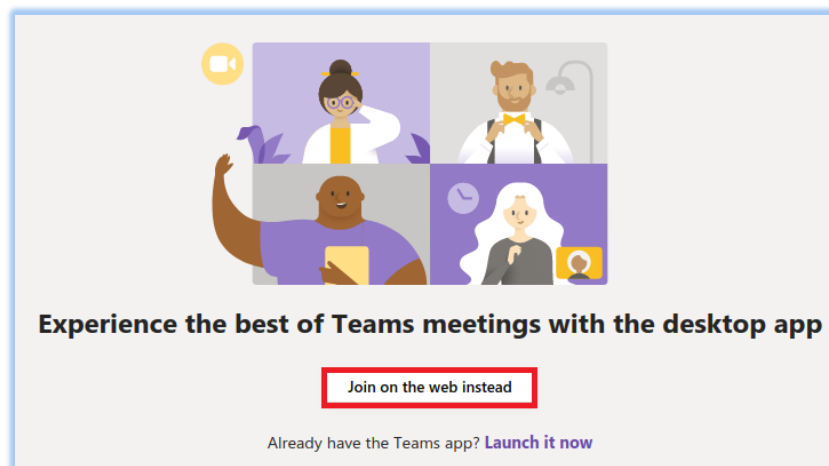 Experience the best of Teams meetings with the desktop app
Join on the web instead
Already have the Teams app? Launch it now